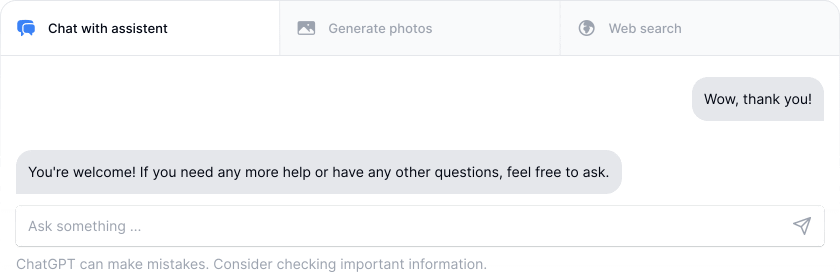 Chat with assistent
Generate photos
Web search
Wow, thank you!
You're welcome! If you need any more help or have any other questions, feel free to ask.
Ask something ...
ChatGPT can make mistakes. Consider checking important information.